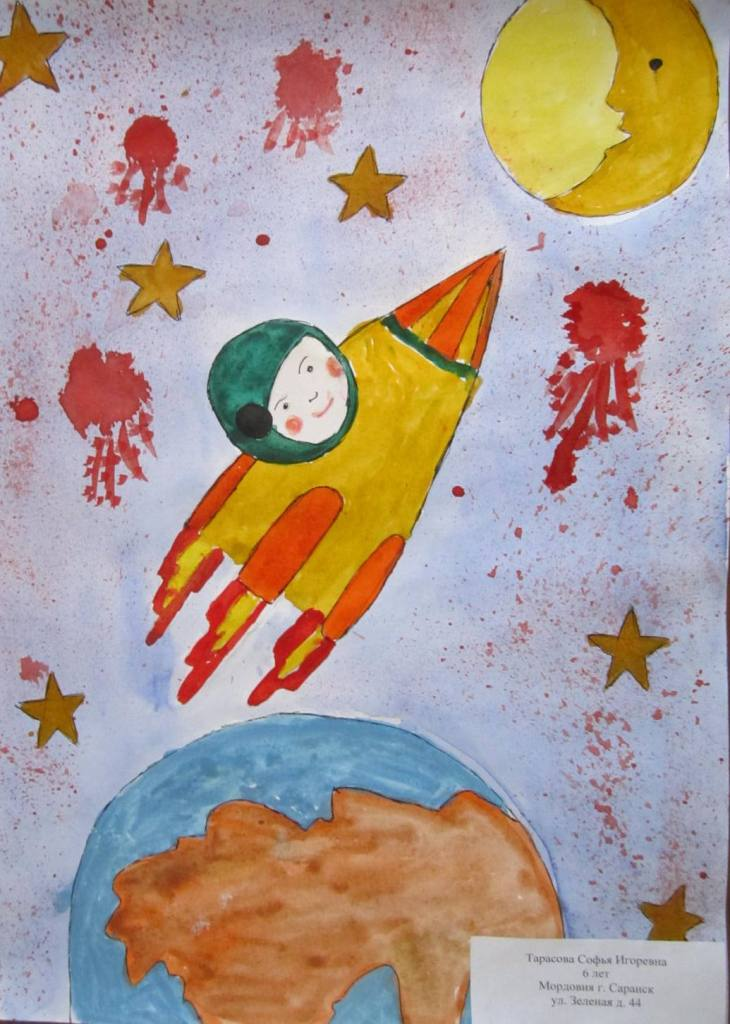 Тарасова Софья Игоревна
6 лет
Мордовия г. Саранск
ул. Зеленая д. 44